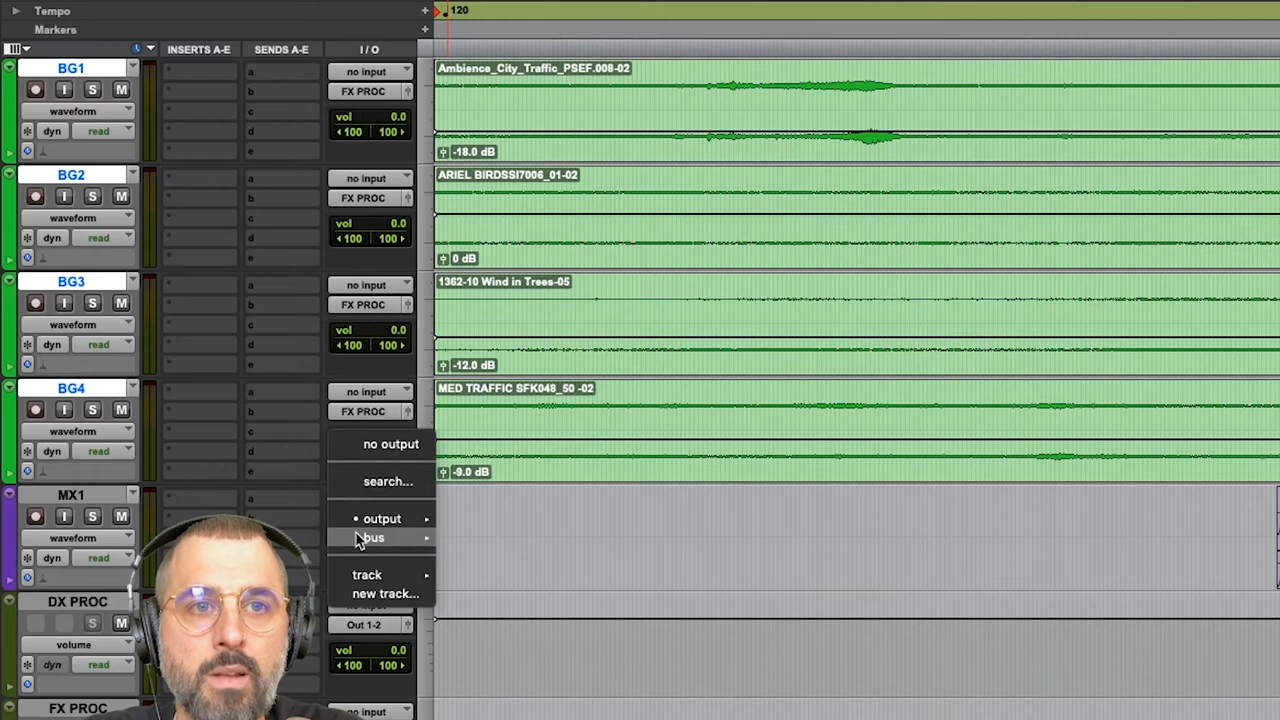 Tempo
120
Markers
INSERTS A-E
SENDS A-E
I / O
BG1
a
no input
Ambience_City_Traffic_PSEF.008-02
I
S
M
b
FX PROC
waveform
c
vol 0.0
dyn
read
d
100
100
e
-18.0 dB
BG2
a
no input
ARIEL BIRDSSI7006_01-02
I
S
M
b
FX PROC
waveform
c
vol 0.0
dyn
read
d
100
100
e
0 dB
BG3
a
no input
1362-10 Wind in Trees-05
I
S
M
b
FX PROC
waveform
c
vol 0.0
dyn
read
d
100
100
e
-12.0 dB
BG4
a
no input
MED TRAFFIC SFK048_50 -02
I
S
M
b
FX PROC
waveform
c
no output
dyn
read
d
e
-9.0 dB
search...
MX1
a
I
S
M
output
waveform
bus
dyn
read
track
new track...
DX PROC
S
M
Out 1-2
volume
vol 0.0
dyn
read
100
100
FX PROC
no input